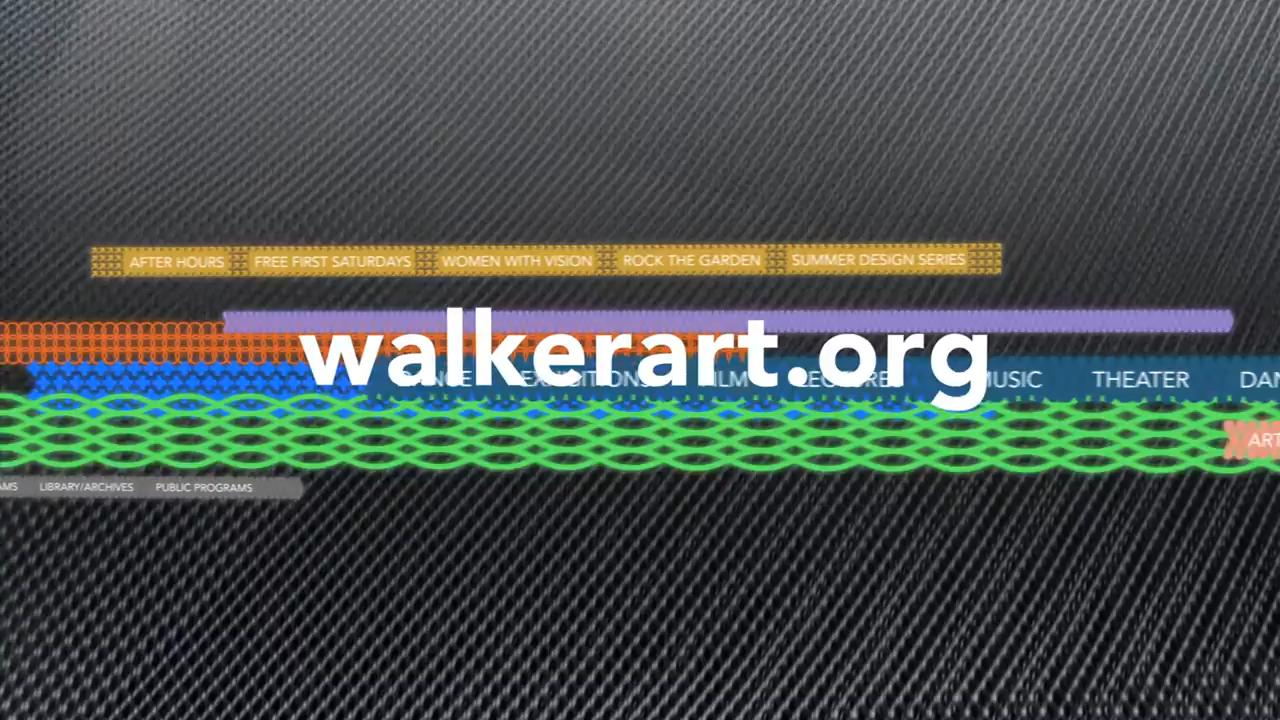 AFTER HOURS FREE FIRST SATURDAYS WOMEN WITH VISION ROCK THE GARDEN SUMMER DESIGN SERIES
walkerart.org
MUSIC THEATER
ART
LIBRARY/ARCHIVES PUBLIC PROGRAMS